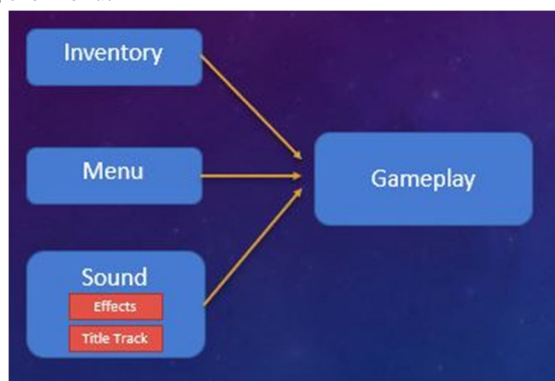 Inventory
Menu
Gameplay
Sound
Effects
Title Track